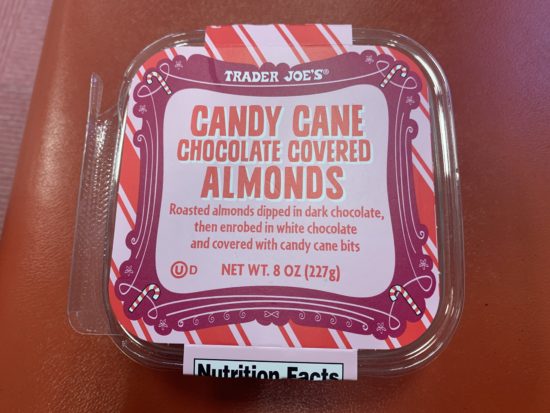 TRADER JOE'S®
CANDY CANE
CHOCOLATE COVERED
ALMONDS
Roasted almonds dipped in dark chocolate,
then enrobed in white chocolate
and covered with candy cane bits
U D NET WT. 8 OZ (227g)
Nutrition Facts